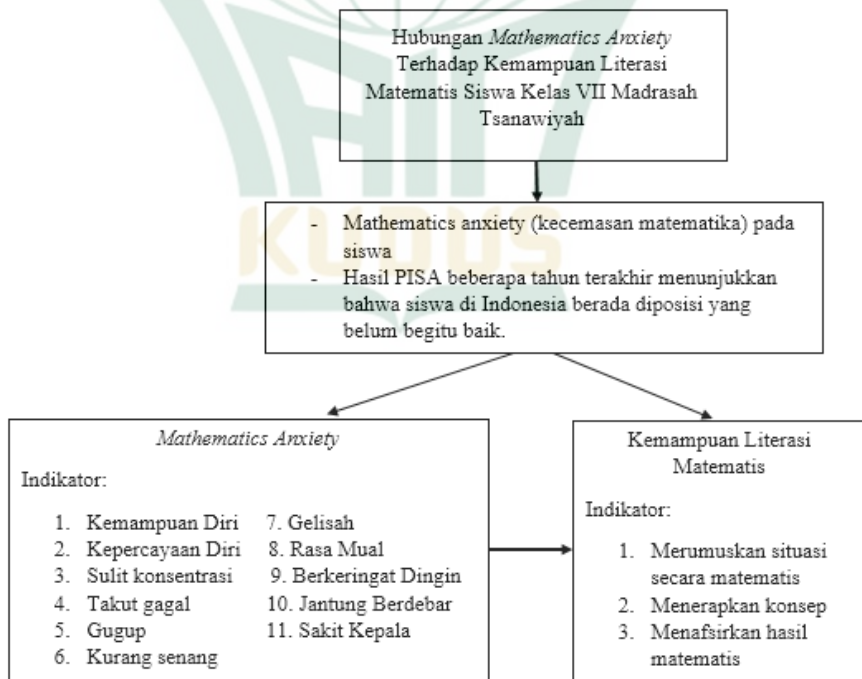 Hubungan Mathematics Anxiety
Terhadap Kemampuan Literasi
Matematis Siswa Kelas VII Madrasah
Tsanawiyah
- Mathematics anxiety (kecemasan matematika) pada
siswa
- Hasil PISA beberapa tahun terakhir menunjukkan
bahwa siswa di Indonesia berada diposisi yang
belum begitu baik.
KUDUS
Mathematics Anxiety
Indikator:
1. Kemampuan Diri
2. Kepercayaan Diri
3. Sulit konsentrasi
4. Takut gagal
5. Gugup
6. Kurang senang
7. Gelisah
8. Rasa Mual
9. Berkeringat Dingin
10. Jantung Berdebar
11. Sakit Kepala
Kemampuan Literasi
Matematis
Indikator:
1. Merumuskan situasi
secara matematis
2. Menerapkan konsep
3. Menafsirkan hasil
matematis